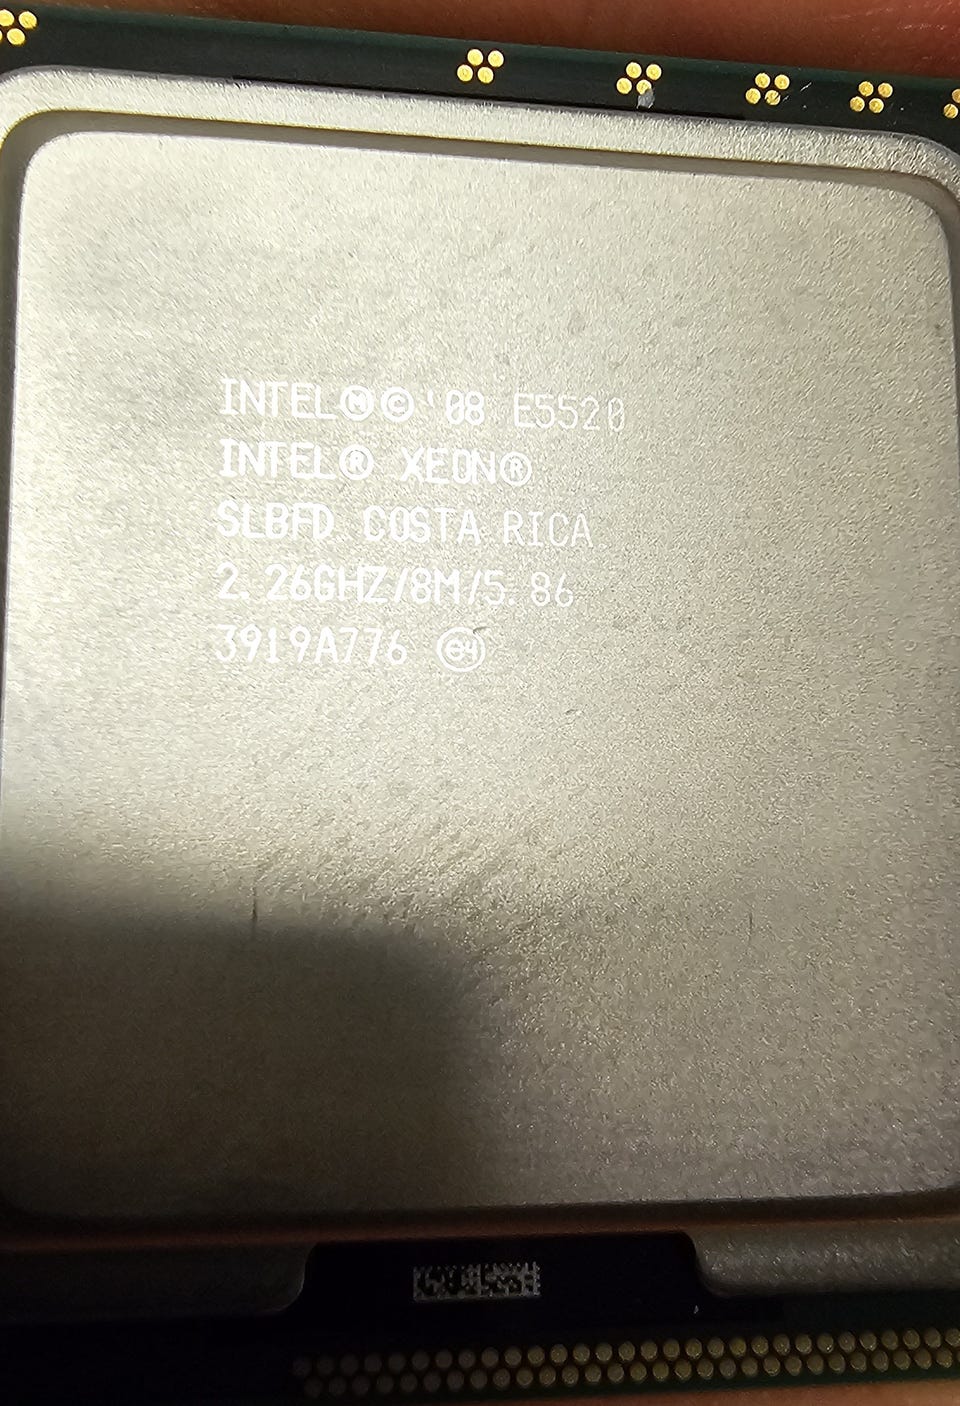 INTEL Ⓜ © '08 E5520
INTEL® XEON®
SLBFD COSTA RICA
2.26GHZ/8M/5.86
3919A776 ⓔ4